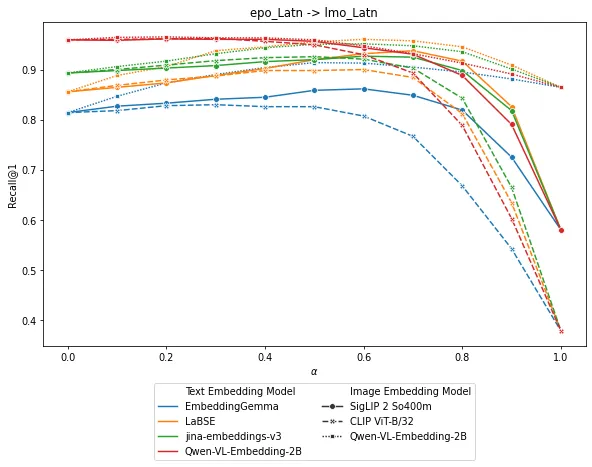 epo_Latn -> lmo_Latn
Recall@1
0.9
0.8
0.7
0.6
0.5
0.4
0.0 0.2 0.4 0.6 0.8 1.0
α
Text Embedding Model Image Embedding Model
EmbeddingGemma SigLIP 2 So400m
LaBSE CLIP ViT-B/32
jina-embeddings-v3 Qwen-VL-Embedding-2B
Qwen-VL-Embedding-2B